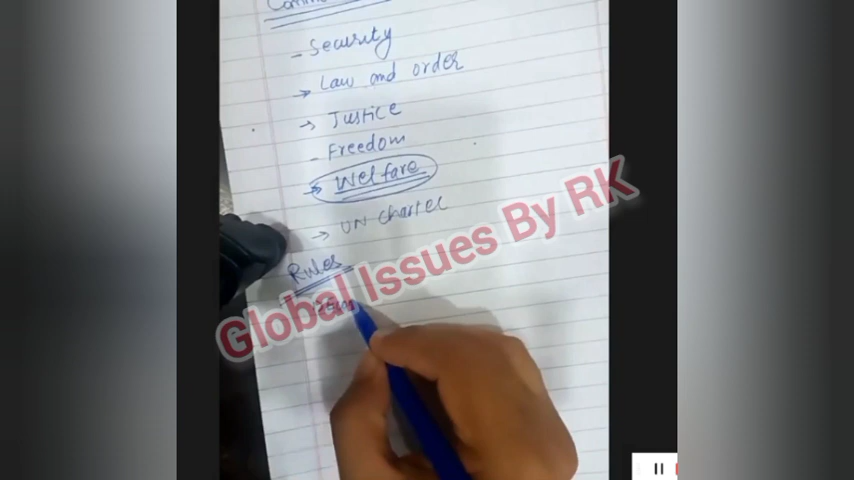 - Security
→ Law and order
→ Justice
- Freedom
→ Welfare
→ UN Charter
Rules
Global Issues By RK